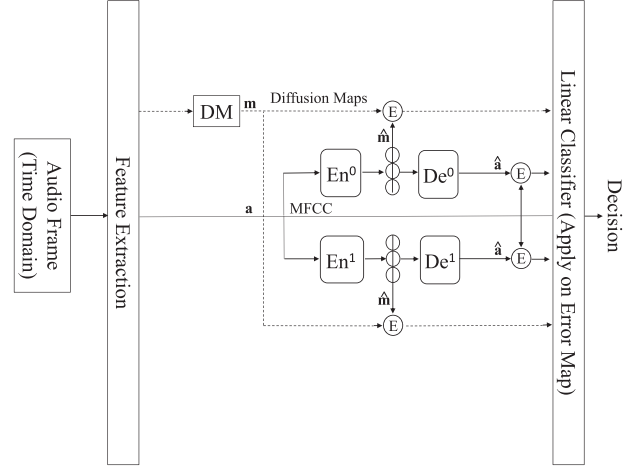 Audio Frame
(Time Domain)
Feature Extraction
DM
m
Diffusion Maps
E
m̂
En⁰
De⁰
â
E
a
MFCC
En¹
De¹
â
E
m̂
E
Linear Classifier (Apply on Error Map)
Decision